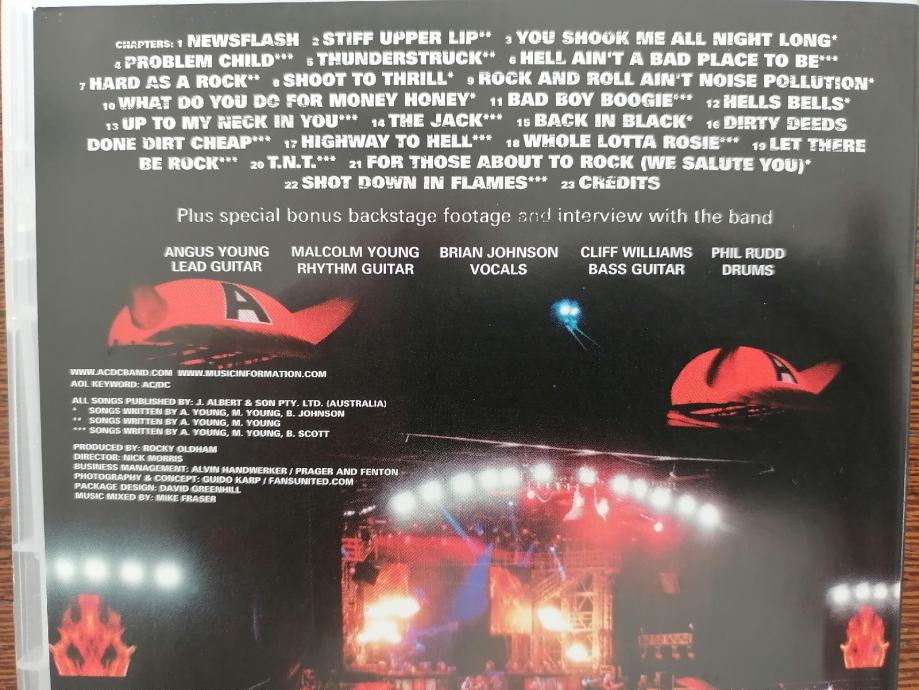 CHAPTERS: 1 NEWSFLASH 2 STIFF UPPER LIP** 3 YOU SHOOK ME ALL NIGHT LONG*
4 PROBLEM CHILD*** 5 THUNDERSTRUCK** 6 HELL AIN'T A BAD PLACE TO BE***
7 HARD AS A ROCK** 8 SHOOT TO THRILL* 9 ROCK AND ROLL AIN'T NOISE POLLUTION*
10 WHAT DO YOU DO FOR MONEY HONEY* 11 BAD BOY BOOGIE*** 12 HELLS BELLS*
13 UP TO MY NECK IN YOU*** 14 THE JACK*** 15 BACK IN BLACK* 16 DIRTY DEEDS
DONE DIRT CHEAP*** 17 HIGHWAY TO HELL*** 18 WHOLE LOTTA ROSIE*** 19 LET THERE
BE ROCK*** 20 T.N.T.*** 21 FOR THOSE ABOUT TO ROCK (WE SALUTE YOU)*
22 SHOT DOWN IN FLAMES*** 23 CREDITS
Plus special bonus backstage footage and interview with the band
ANGUS YOUNG MALCOLM YOUNG BRIAN JOHNSON CLIFF WILLIAMS PHIL RUDD
LEAD GUITAR RHYTHM GUITAR VOCALS BASS GUITAR DRUMS
A
A
WWW.ACDCBAND.COM WWW.MUSICINFORMATION.COM
AOL KEYWORD: AC/DC
ALL SONGS PUBLISHED BY: J. ALBERT & SON PTY. LTD. (AUSTRALIA)
* SONGS WRITTEN BY A. YOUNG, M. YOUNG, B. JOHNSON
** SONGS WRITTEN BY A. YOUNG, M. YOUNG
*** SONGS WRITTEN BY A. YOUNG, M. YOUNG, B. SCOTT
PRODUCED BY: ROCKY OLDHAM
DIRECTOR: NICK MORRIS
BUSINESS MANAGEMENT: ALVIN HANDWERKER / PRAGER AND FENTON
PHOTOGRAPHY & CONCEPT: GUIDO KARP / FANSUNITED.COM
PACKAGE DESIGN: DAVID GREENHILL
MUSIC MIXED BY: MIKE FRASER